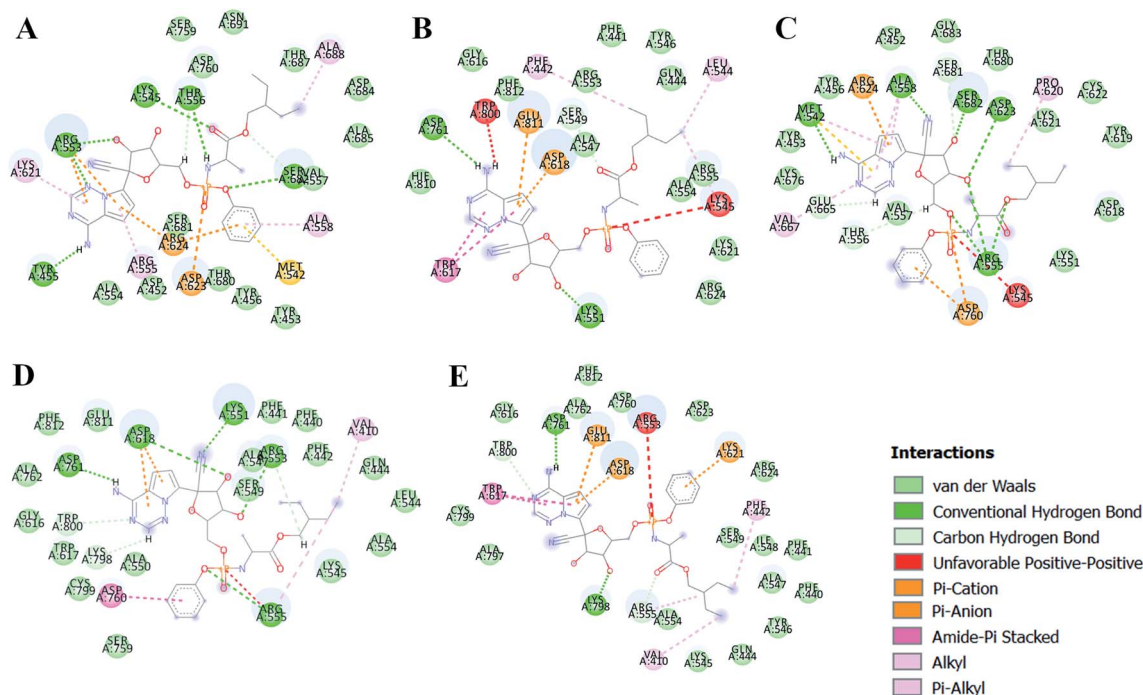 A
SER
A:759
ASN
A:691
ASP
A:760
THR
A:687
ALA
A:688
LYS
A:545
THR
A:556
ASP
A:684
ALA
A:685
ARG
A:553
LYS
A:621
VAL
A:557
SER
A:681
ARG
A:624
ALA
A:558
TYR
A:455
ARG
A:555
ALA
A:554
ASP
A:452
ASP
A:623
THR
A:680
MET
A:542
TYR
A:456
TYR
A:453
B
PHE
A:441
TYR
A:546
GLY
A:616
PHE
A:442
ARG
A:553
GLN
A:444
LEU
A:544
PHE
A:812
TRP
A:800
GLU
A:811
SER
A:549
ASP
A:761
ALA
A:547
ASP
A:618
HIE
A:810
ARG
A:555
ALA
A:554
LYS
A:545
TRP
A:617
LYS
A:621
ARG
A:624
LYS
A:551
C
ASP
A:452
GLY
A:683
TYR
A:456
ARG
A:624
ALA
A:558
SER
A:681
THR
A:680
PRO
A:620
CYS
A:622
MET
A:542
SER
A:682
ASP
A:623
LYS
A:621
TYR
A:619
TYR
A:453
LYS
A:676
GLU
A:665
VAL
A:557
ASP
A:618
VAL
A:667
THR
A:556
ARG
A:555
LYS
A:551
LYS
A:545
ASP
A:760
D
PHE
A:812
GLU
A:811
LYS
A:551
PHE
A:441
PHE
A:440
VAL
A:410
ASP
A:618
ARG
A:553
PHE
A:442
ASP
A:761
GLN
A:444
ALA
A:762
SER
A:549
LEU
A:544
GLY
A:616
TRP
A:800
TRP
A:617
LYS
A:798
ALA
A:550
ALA
A:554
LYS
A:545
CYS
A:799
ASP
A:760
ARG
A:555
SER
A:759
E
PHE
A:812
GLY
A:616
ALA
A:762
ASP
A:760
ASP
A:761
ARG
A:553
ASP
A:623
GLU
A:811
LYS
A:621
TRP
A:800
ASP
A:618
ARG
A:624
TRP
A:617
PHE
A:442
CYS
A:799
SER
A:549
ILE
A:548
PHE
A:441
ALA
A:797
ALA
A:547
PHE
A:440
LYS
A:798
ARG
A:555
ALA
A:554
TYR
A:546
VAL
A:410
LYS
A:545
GLN
A:444
Interactions
van der Waals
Conventional Hydrogen Bond
Carbon Hydrogen Bond
Unfavorable Positive-Positive
Pi-Cation
Pi-Anion
Amide-Pi Stacked
Alkyl
Pi-Alkyl